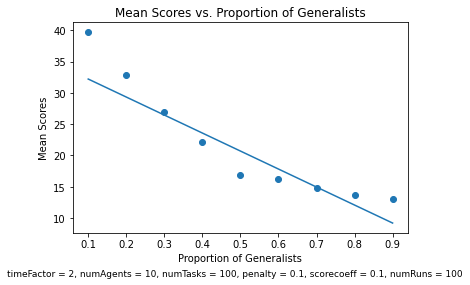 Mean Scores vs. Proportion of Generalists
Mean Scores
40
35
30
25
20
15
10
0.1 0.2 0.3 0.4 0.5 0.6 0.7 0.8 0.9
Proportion of Generalists
timeFactor = 2, numAgents = 10, numTasks = 100, penalty = 0.1, scorecoeff = 0.1, numRuns = 100